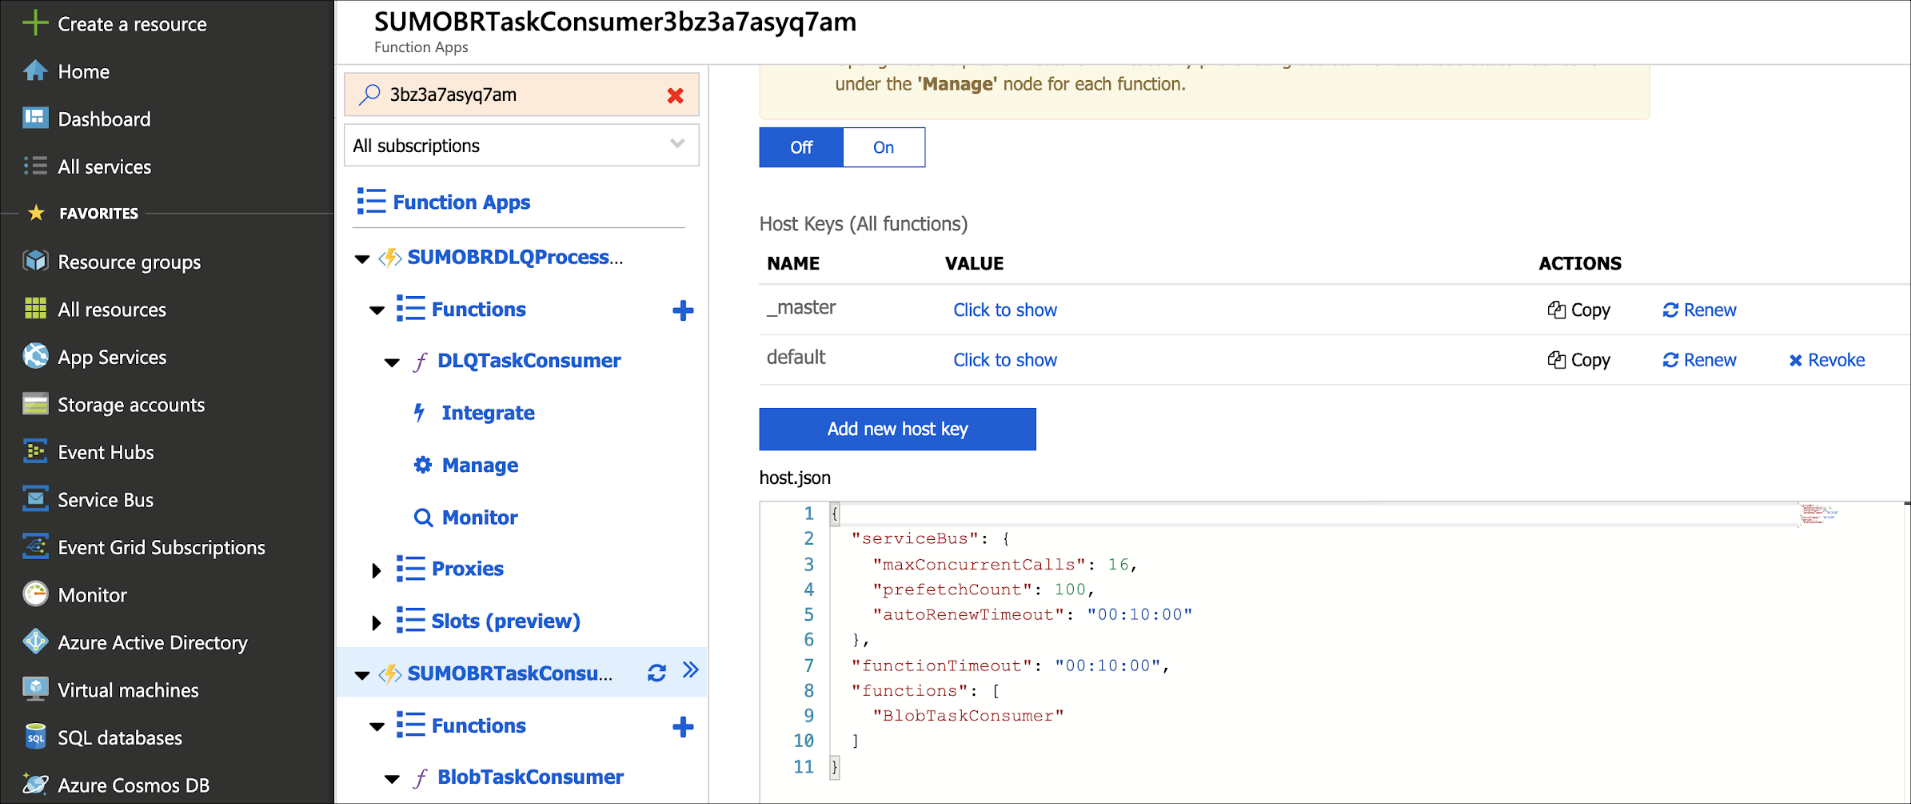 Create a resource
Home
Dashboard
All services
FAVORITES
Resource groups
All resources
App Services
Storage accounts
Event Hubs
Service Bus
Event Grid Subscriptions
Monitor
Azure Active Directory
Virtual machines
SQL databases
Azure Cosmos DB
SUMOBRTaskConsumer3bz3a7asyq7am
Function Apps
3bz3a7asyq7am
All subscriptions
Function Apps
SUMOBRDLQProcess...
Functions
DLQTaskConsumer
Integrate
Manage
Monitor
Proxies
Slots (preview)
SUMOBRTaskConsu...
Functions
BlobTaskConsumer
under the 'Manage' node for each function.
Off On
Host Keys (All functions)
NAME VALUE ACTIONS
_master Click to show Copy Renew
default Click to show Copy Renew Revoke
Add new host key
host.json
1 {
2 "serviceBus": {
3 "maxConcurrentCalls": 16,
4 "prefetchCount": 100,
5 "autoRenewTimeout": "00:10:00"
6 },
7 "functionTimeout": "00:10:00",
8 "functions": [
9 "BlobTaskConsumer"
10 ]
11 }